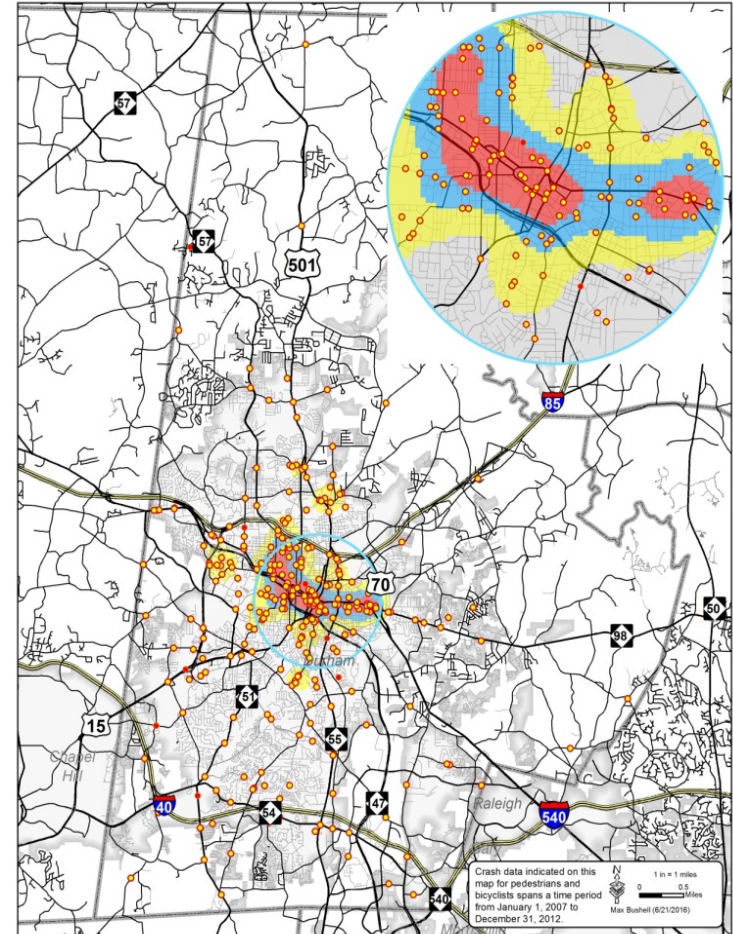 57
57
501
85
70
50
98
Durham
51
15
55
Chapel
Hill
40
54
47
Raleigh
540
540
Crash data indicated on this
map for pedestrians and
bicyclists spans a time period
from January 1, 2007 to
December 31, 2012.
N
1 in = 1 miles
0 0.5
Miles
Max Bushell (6/21/2016)